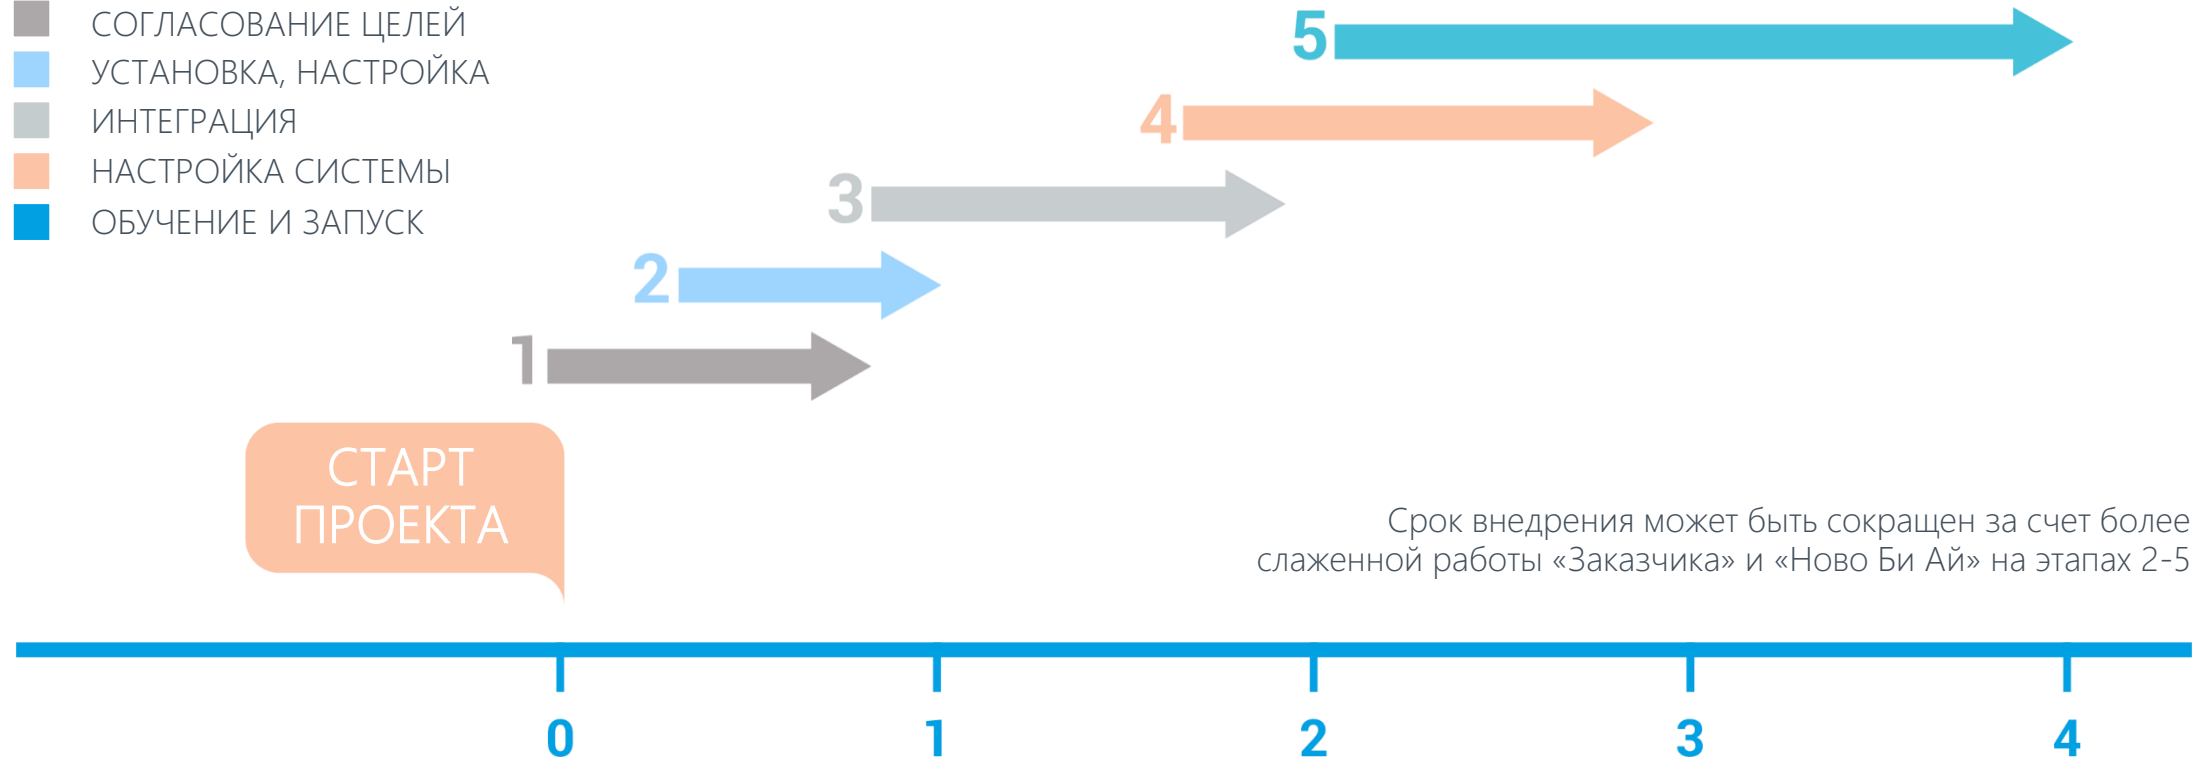 СОГЛАСОВАНИЕ ЦЕЛЕЙ
УСТАНОВКА, НАСТРОЙКА
ИНТЕГРАЦИЯ
НАСТРОЙКА СИСТЕМЫ
ОБУЧЕНИЕ И ЗАПУСК
5
4
3
2
1
СТАРТ
ПРОЕКТА
Срок внедрения может быть сокращен за счет более
слаженной работы «Заказчика» и «Ново Би Ай» на этапах 2-5
0 1 2 3 4